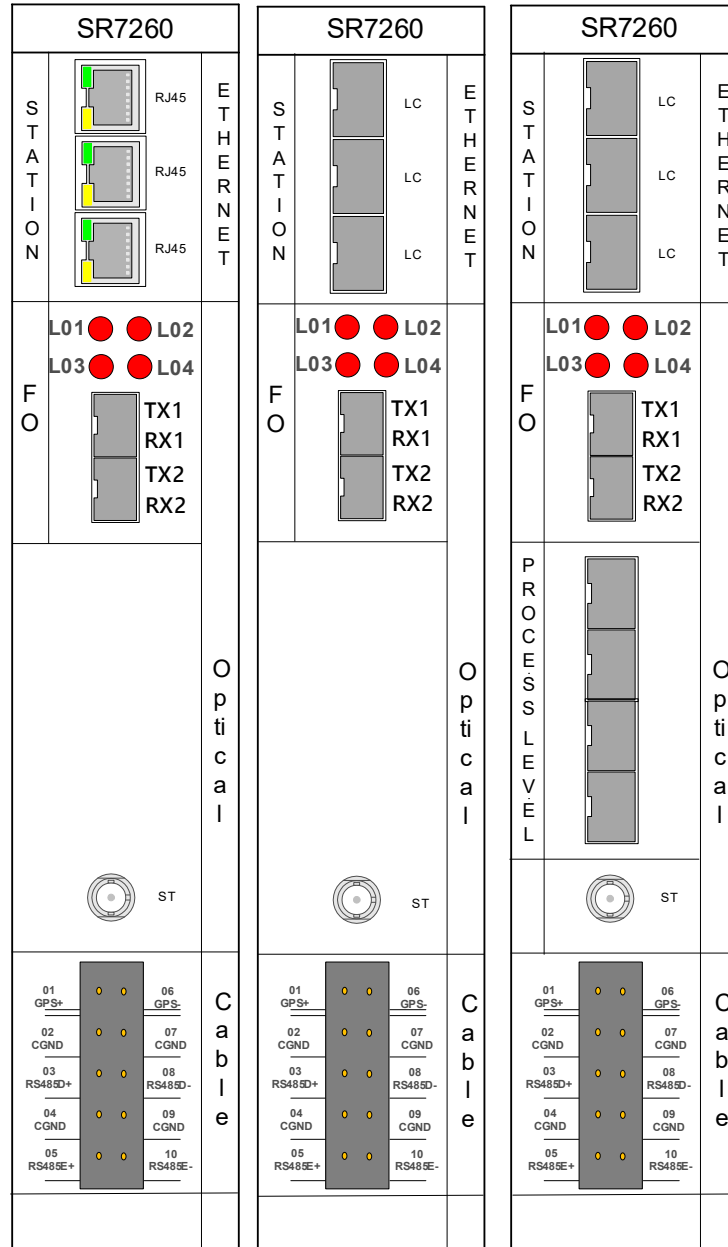 SR7260
STATION
RJ45
RJ45
RJ45
ETHERNET
L01 L02
L03 L04
FO
TX1
RX1
TX2
RX2
Optical
ST
01 GPS+
06 GPS-
02 CGND
07 CGND
03 RS485D+
08 RS485D-
04 CGND
09 CGND
05 RS485E+
10 RS485E-
Cable
SR7260
STATION
LC
LC
LC
ETHERNET
L01 L02
L03 L04
FO
TX1
RX1
TX2
RX2
Optical
ST
01 GPS+
06 GPS-
02 CGND
07 CGND
03 RS485D+
08 RS485D-
04 CGND
09 CGND
05 RS485E+
10 RS485E-
Cable
SR7260
STATION
LC
LC
LC
ETHERNET
L01 L02
L03 L04
FO
TX1
RX1
TX2
RX2
PROCESS LEVEL
Optical
ST
01 GPS+
06 GPS-
02 CGND
07 CGND
03 RS485D+
08 RS485D-
04 CGND
09 CGND
05 RS485E+
10 RS485E-
Cable